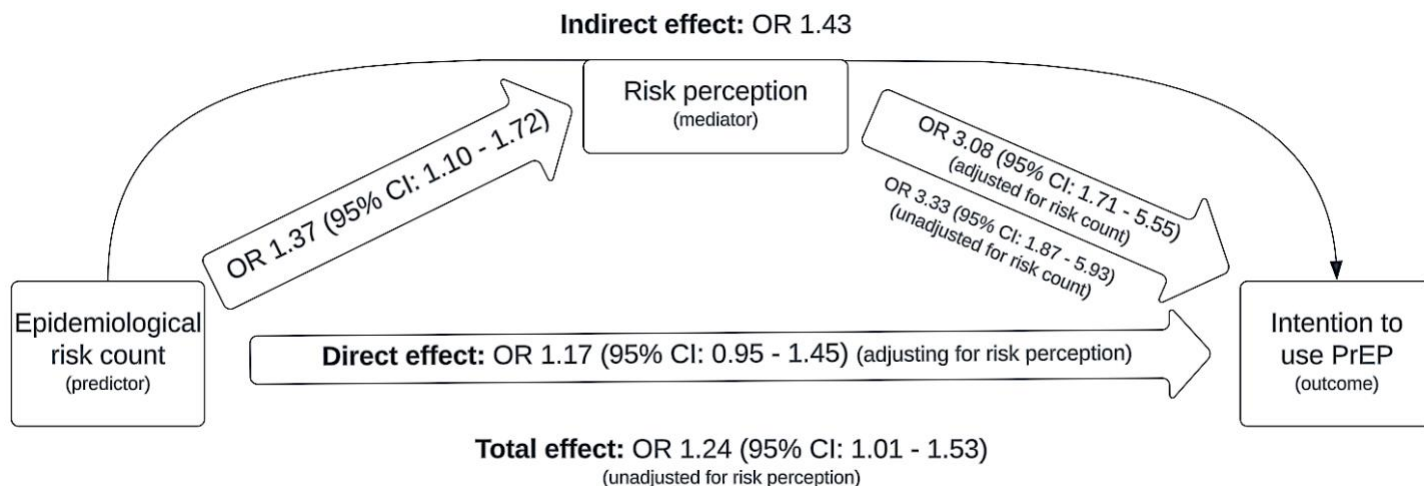 Indirect effect: OR 1.43
Risk perception
(mediator)
OR 1.37 (95% CI: 1.10 - 1.72)
OR 3.08 (95% CI: 1.71 - 5.55)
(adjusted for risk count)
OR 3.33 (95% CI: 1.87 - 5.93)
(unadjusted for risk count)
Epidemiological
risk count
(predictor)
Direct effect: OR 1.17 (95% CI: 0.95 - 1.45) (adjusting for risk perception)
Intention to
use PrEP
(outcome)
Total effect: OR 1.24 (95% CI: 1.01 - 1.53)
(unadjusted for risk perception)